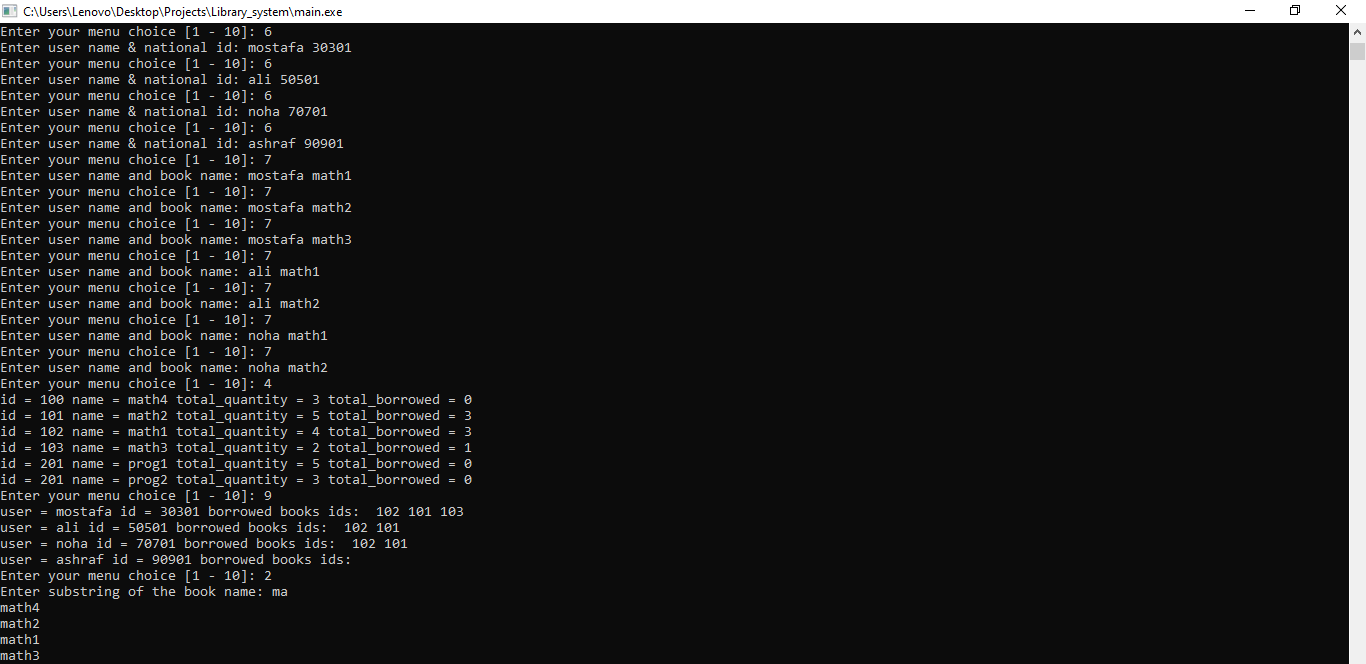 C:\Users\Lenovo\Desktop\Projects\Library_system\main.exe
Enter your menu choice [1 - 10]: 6
Enter user name & national id: mostafa 30301
Enter your menu choice [1 - 10]: 6
Enter user name & national id: ali 50501
Enter your menu choice [1 - 10]: 6
Enter user name & national id: noha 70701
Enter your menu choice [1 - 10]: 6
Enter user name & national id: ashraf 90901
Enter your menu choice [1 - 10]: 7
Enter user name and book name: mostafa math1
Enter your menu choice [1 - 10]: 7
Enter user name and book name: mostafa math2
Enter your menu choice [1 - 10]: 7
Enter user name and book name: mostafa math3
Enter your menu choice [1 - 10]: 7
Enter user name and book name: ali math1
Enter your menu choice [1 - 10]: 7
Enter user name and book name: ali math2
Enter your menu choice [1 - 10]: 7
Enter user name and book name: noha math1
Enter your menu choice [1 - 10]: 7
Enter user name and book name: noha math2
Enter your menu choice [1 - 10]: 4
id = 100 name = math4 total_quantity = 3 total_borrowed = 0
id = 101 name = math2 total_quantity = 5 total_borrowed = 3
id = 102 name = math1 total_quantity = 4 total_borrowed = 3
id = 103 name = math3 total_quantity = 2 total_borrowed = 1
id = 201 name = prog1 total_quantity = 5 total_borrowed = 0
id = 201 name = prog2 total_quantity = 3 total_borrowed = 0
Enter your menu choice [1 - 10]: 9
user = mostafa id = 30301 borrowed books ids:  102 101 103
user = ali id = 50501 borrowed books ids:  102 101
user = noha id = 70701 borrowed books ids:  102 101
user = ashraf id = 90901 borrowed books ids:
Enter your menu choice [1 - 10]: 2
Enter substring of the book name: ma
math4
math2
math1
math3